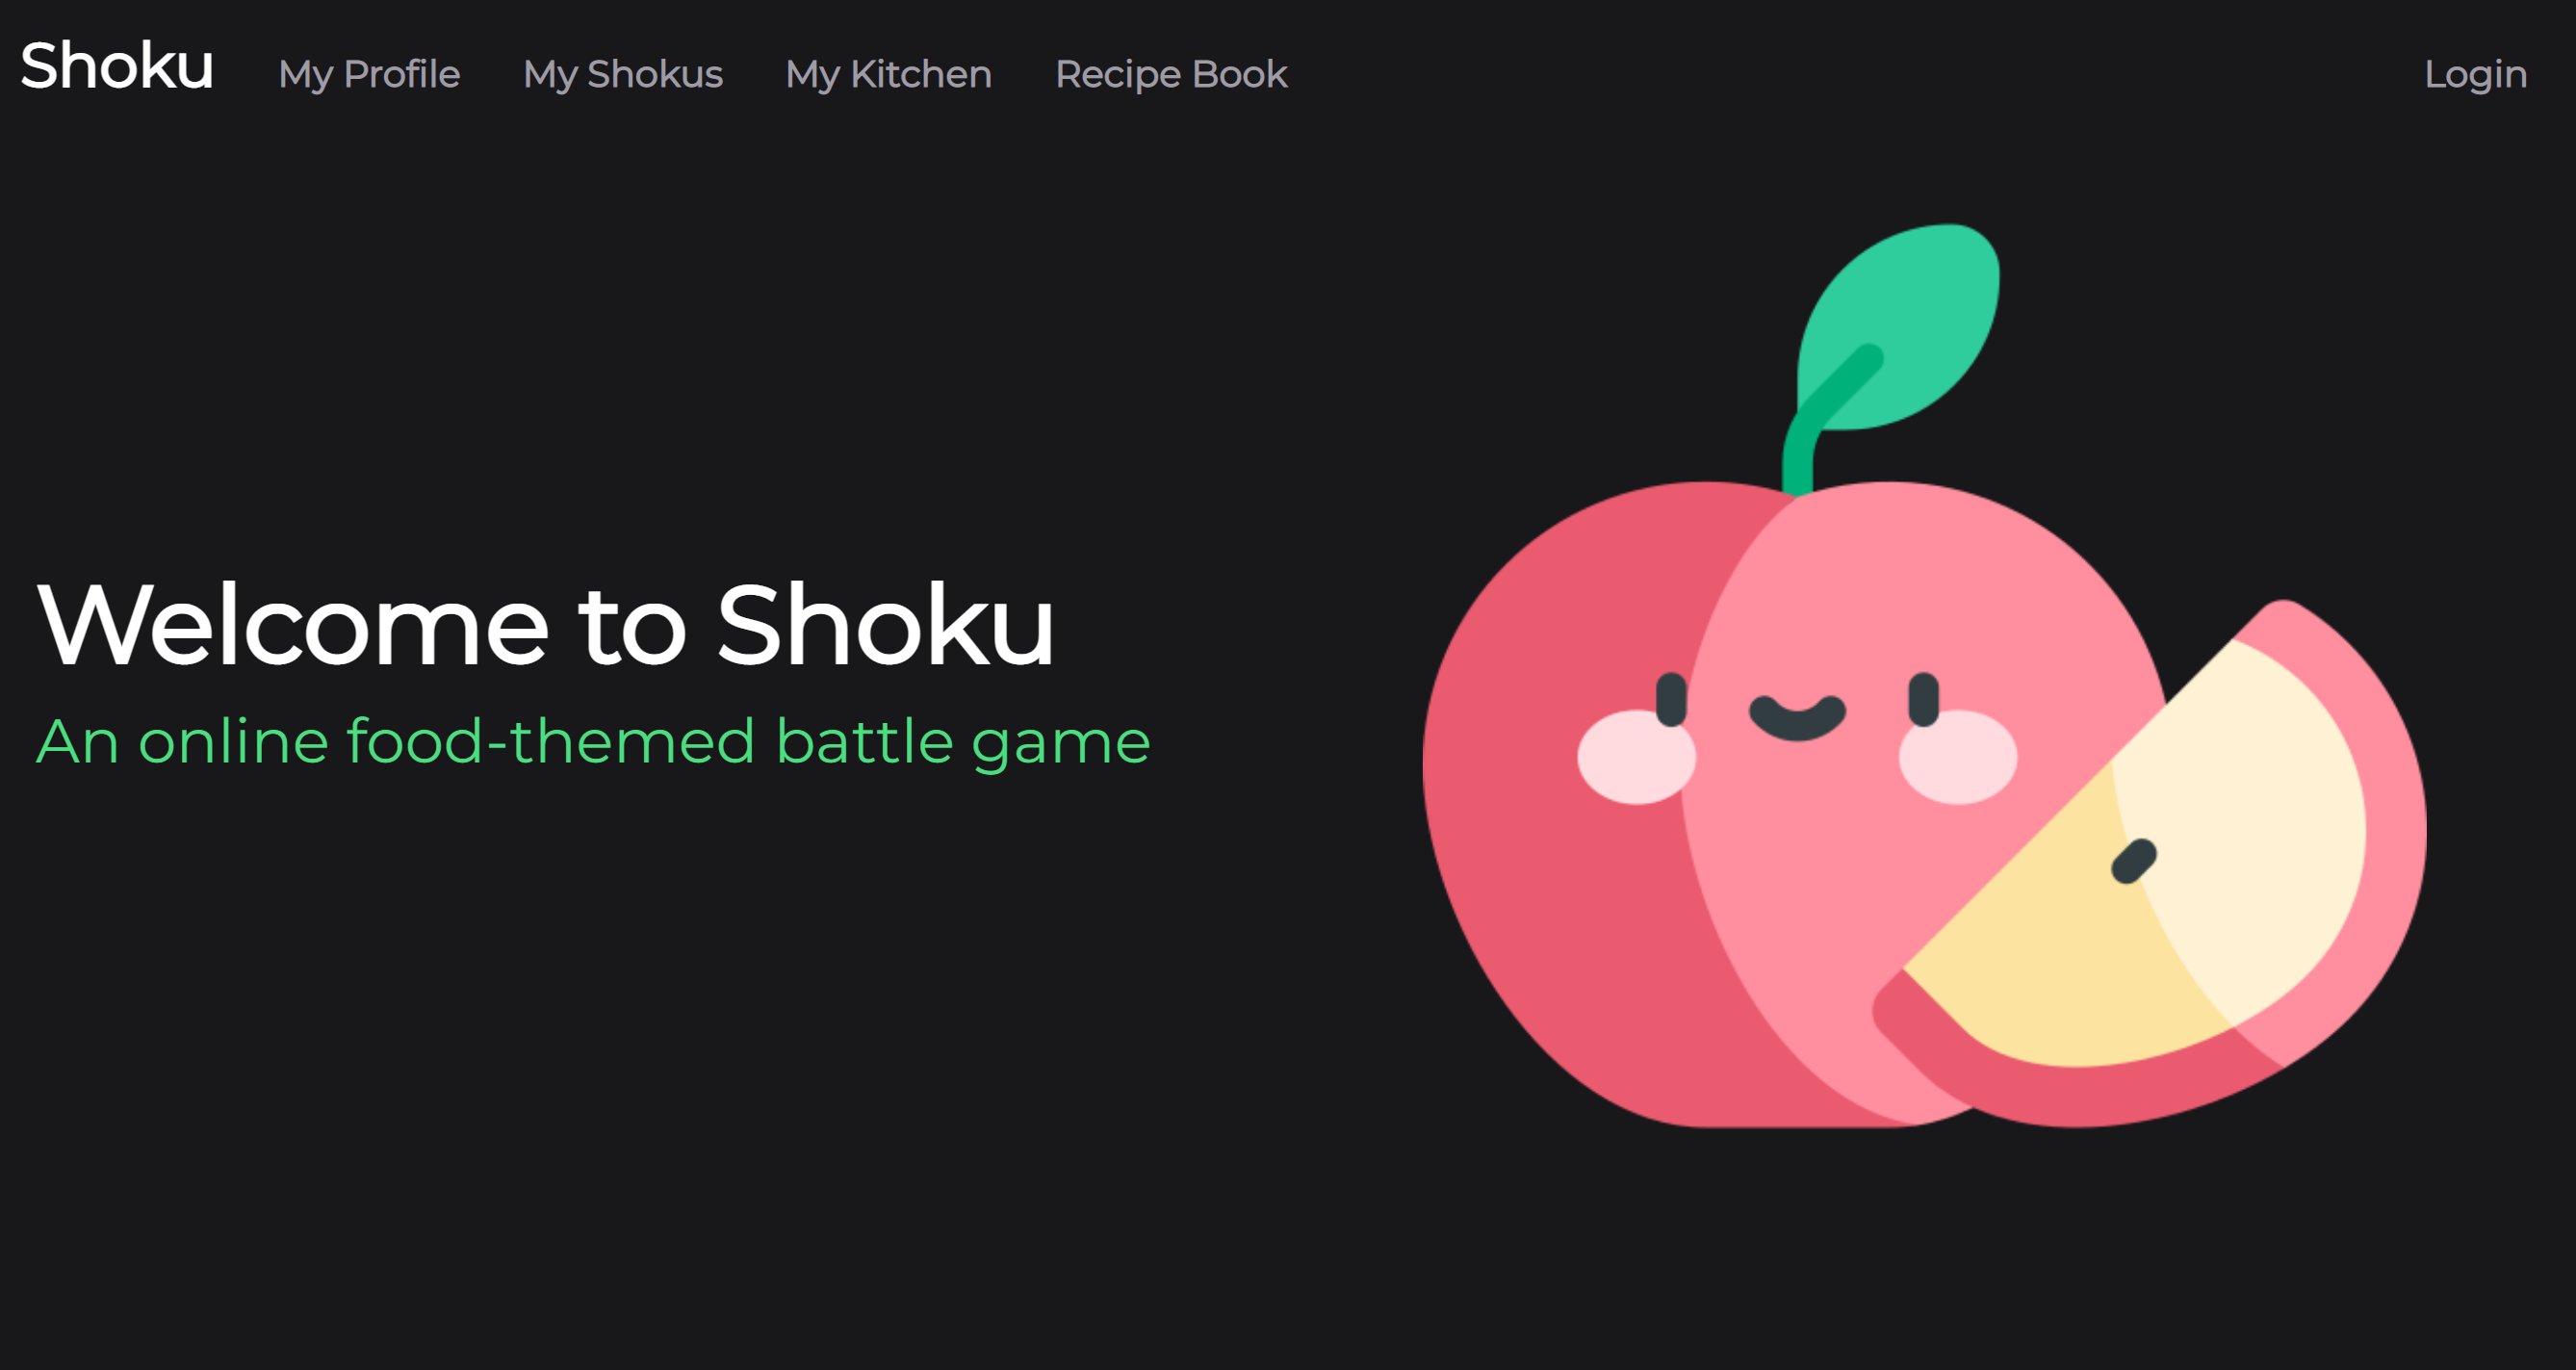 Shoku My Profile My Shokus My Kitchen Recipe Book Login
Welcome to Shoku
An online food-themed battle game